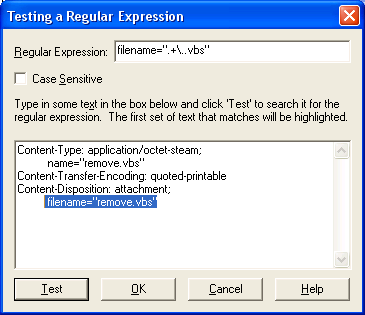 Testing a Regular Expression
Regular Expression: filename=".+\..vbs"
Case Sensitive
Type in some text in the box below and click 'Test' to search it for the
regular expression. The first set of text that matches will be highlighted.
Content-Type: application/octet-steam;
name="remove.vbs"
Content-Transfer-Encoding: quoted-printable
Content-Disposition: attachment;
filename="remove.vbs"
Test OK Cancel Help